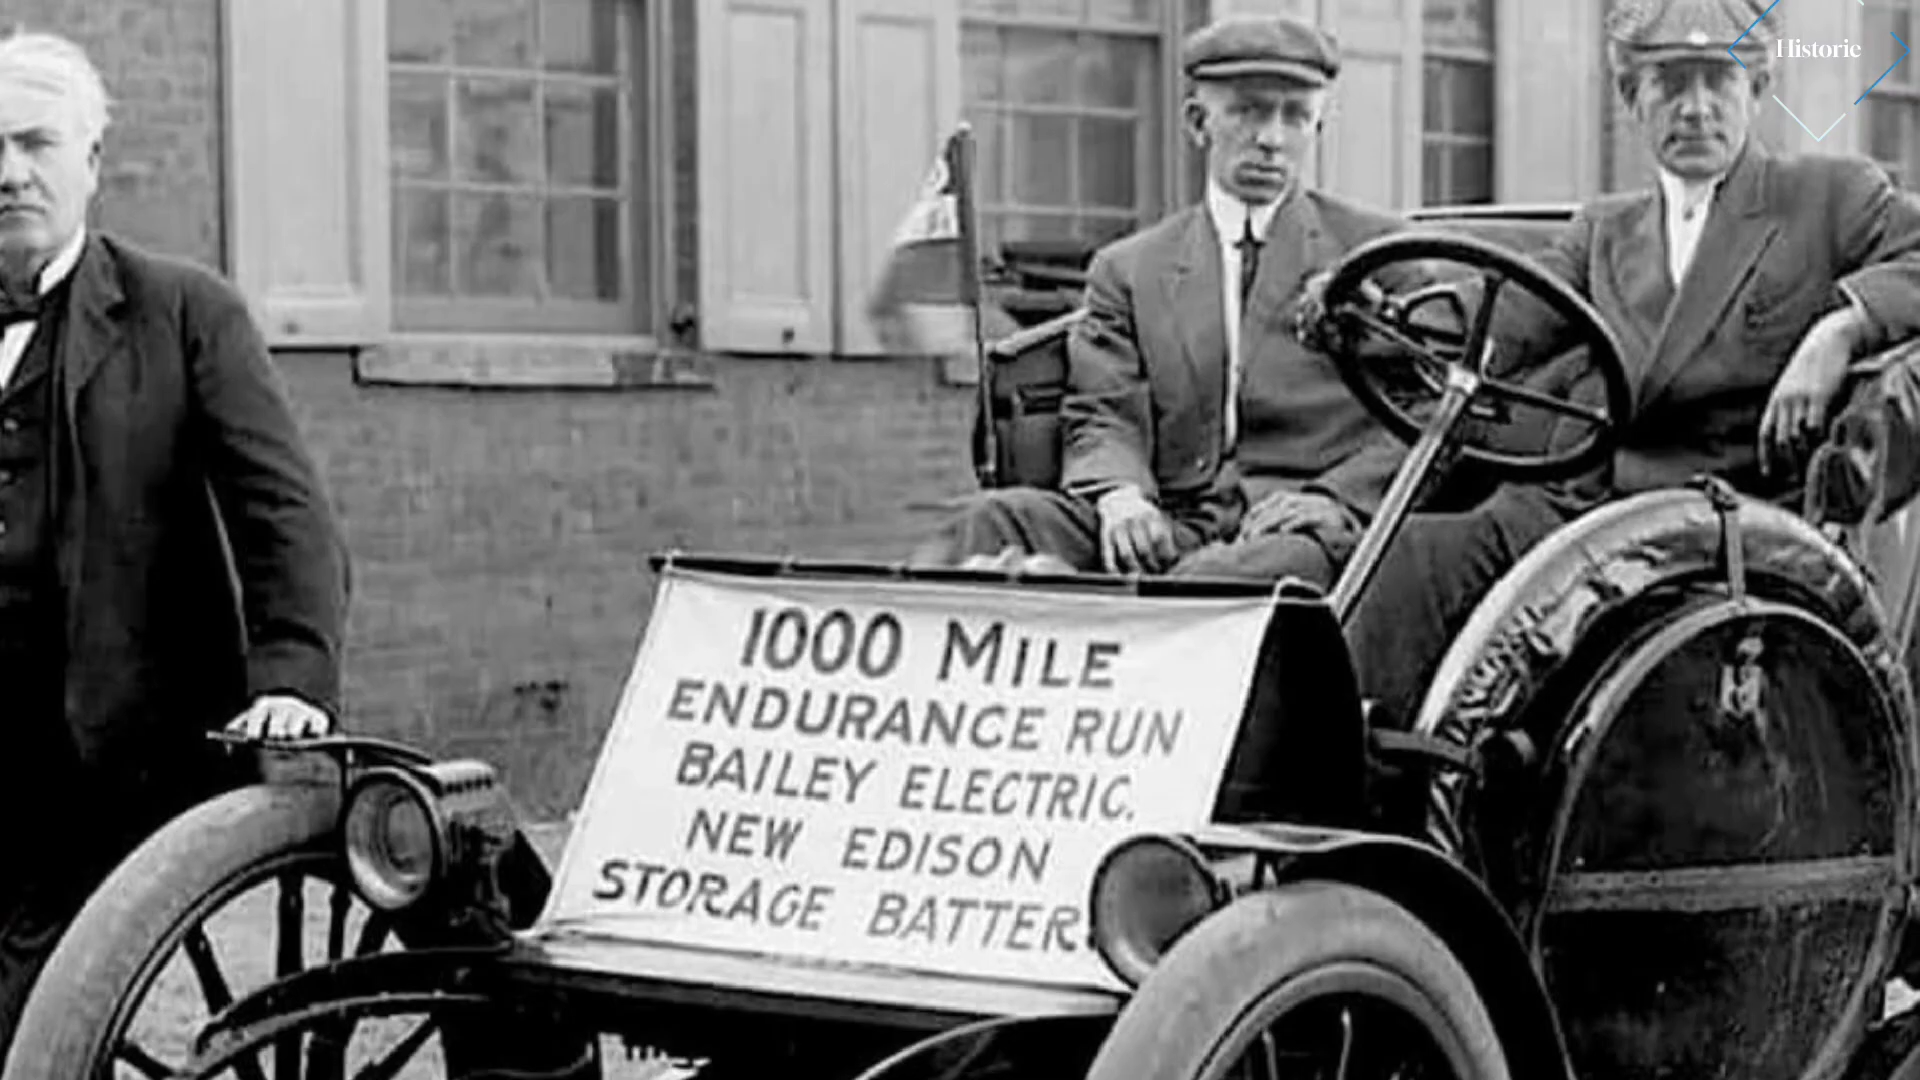 Historic
1000 MILE
ENDURANCE RUN
BAILEY ELECTRIC.
NEW EDISON
STORAGE